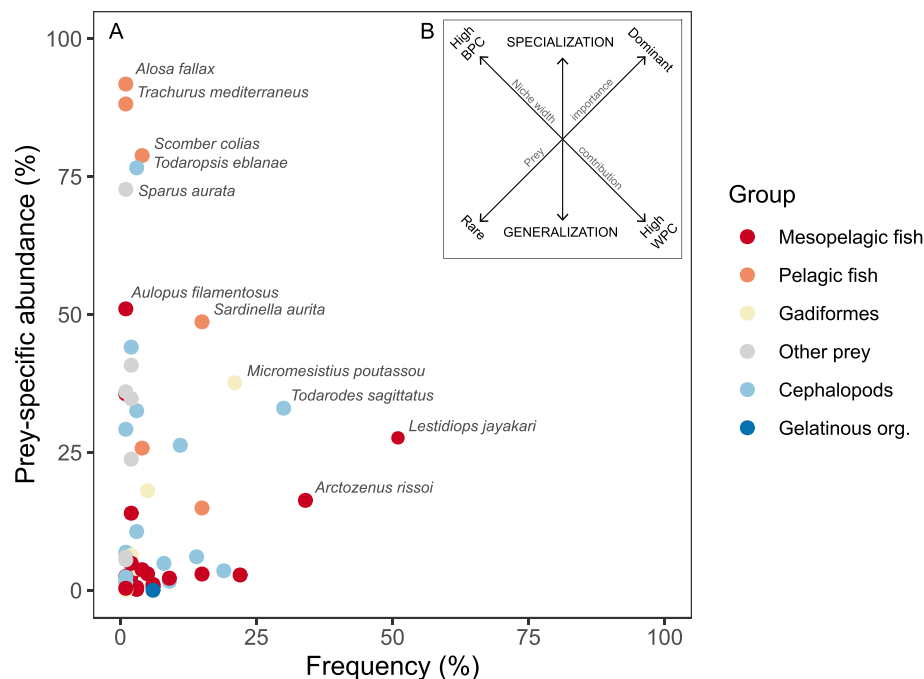 A
B
100
75
50
25
0
Prey-specific abundance (%)
0
25
50
75
100
Frequency (%)
Alosa fallax
Trachurus mediterraneus
Scomber colias
Todaropsis eblanae
Sparus aurata
Aulopus filamentosus
Sardinella aurita
Micromesistius poutassou
Todarodes sagittatus
Lestidiops jayakari
Arctozenus rissoi
High
BPC
SPECIALIZATION
Dominant
Niche width
importance
Prey
contribution
Rare
GENERALIZATION
High
WPC
Group
Mesopelagic fish
Pelagic fish
Gadiformes
Other prey
Cephalopods
Gelatinous org.